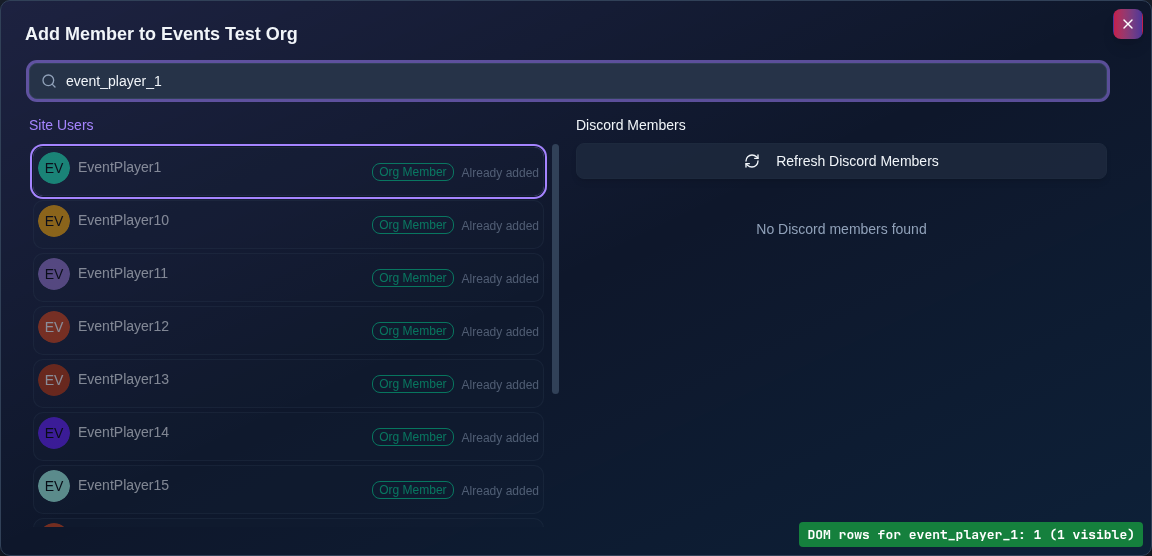 Add Member to Events Test Org
event_player_1
Site Users
EV EventPlayer1 Org Member Already added
EV EventPlayer10 Org Member Already added
EV EventPlayer11 Org Member Already added
EV EventPlayer12 Org Member Already added
EV EventPlayer13 Org Member Already added
EV EventPlayer14 Org Member Already added
EV EventPlayer15 Org Member Already added
Discord Members
Refresh Discord Members
No Discord members found
DOM rows for event_player_1: 1 (1 visible)